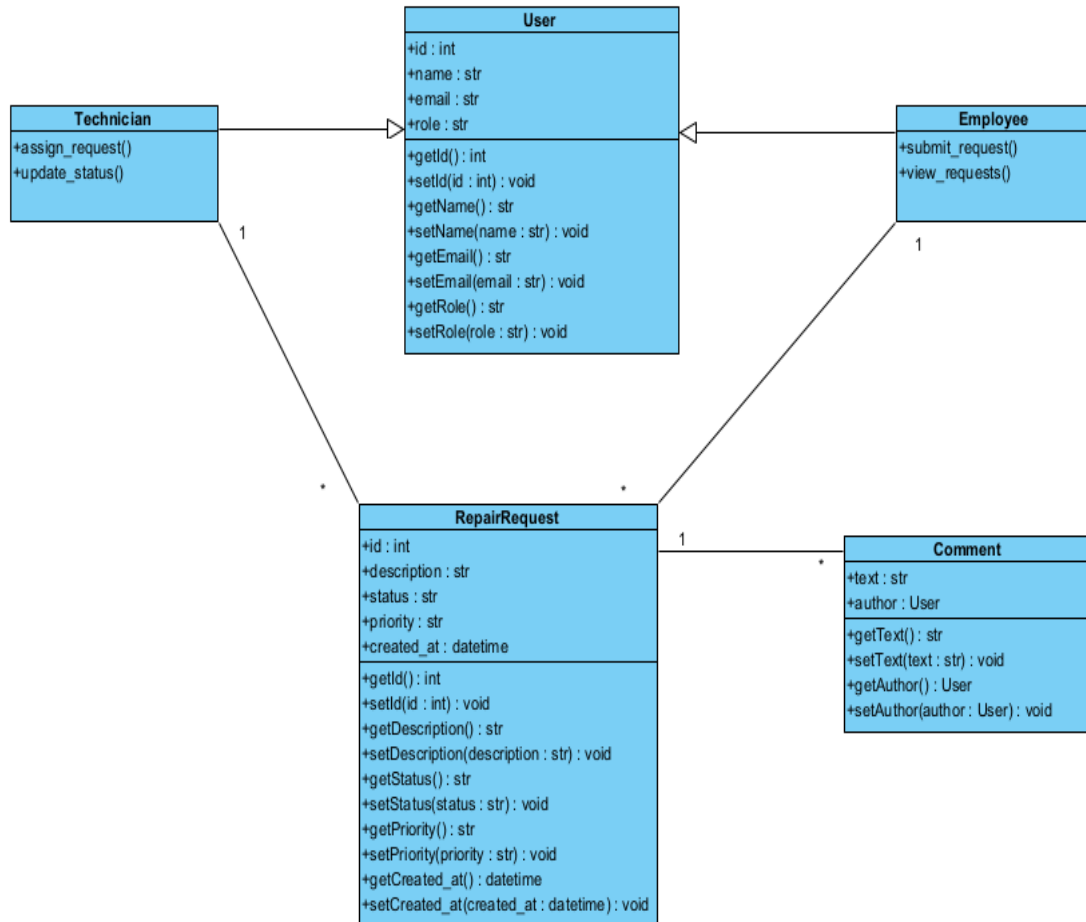 User
+id : int
+name : str
+email : str
+role : str
+getId() : int
+setId(id : int) : void
+getName() : str
+setName(name : str) : void
+getEmail() : str
+setEmail(email : str) : void
+getRole() : str
+setRole(role : str) : void
Technician
+assign_request()
+update_status()
Employee
+submit_request()
+view_requests()
1
*
1
*
RepairRequest
+id : int
+description : str
+status : str
+priority : str
+created_at : datetime
+getId() : int
+setId(id : int) : void
+getDescription() : str
+setDescription(description : str) : void
+getStatus() : str
+setStatus(status : str) : void
+getPriority() : str
+setPriority(priority : str) : void
+getCreated_at() : datetime
+setCreated_at(created_at : datetime) : void
1
*
Comment
+text : str
+author : User
+getText() : str
+setText(text : str) : void
+getAuthor() : User
+setAuthor(author : User) : void